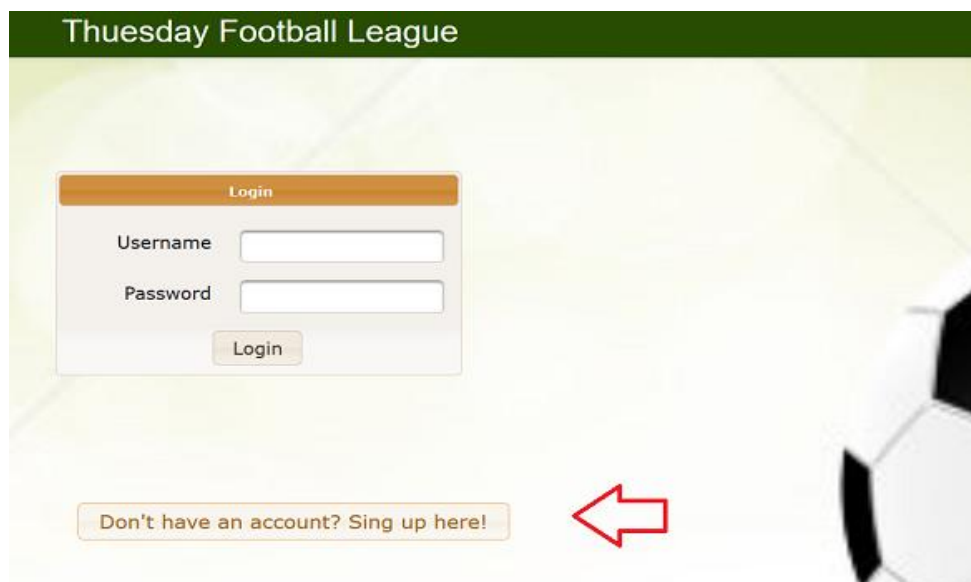 Thuesday Football League
Login
Username
Password
Login
Don't have an account? Sing up here!